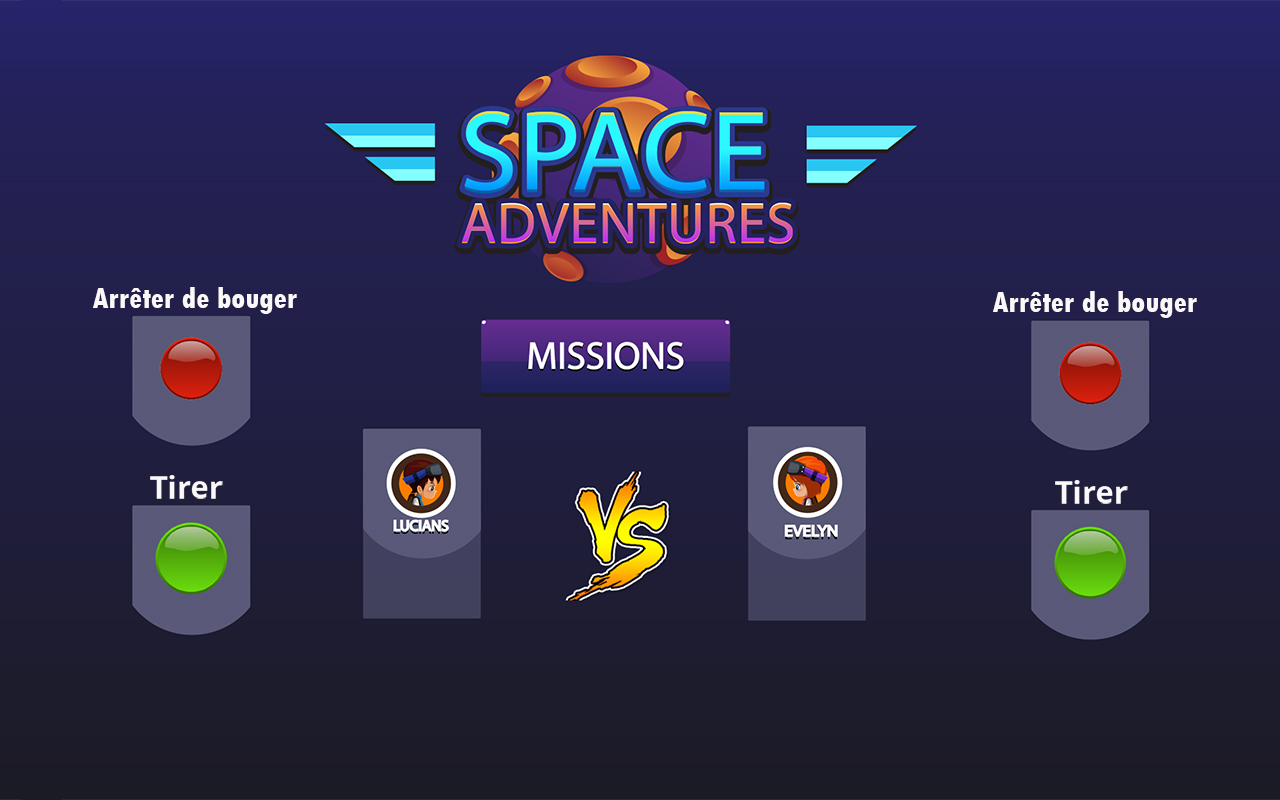 SPACE
ADVENTURES
Arrêter de bouger
Arrêter de bouger
MISSIONS
Tirer
Tirer
LUCIANS
VS
EVELYN